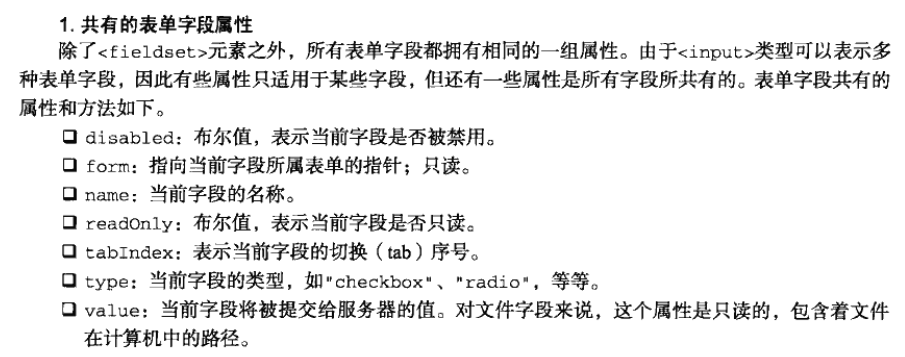 1. 共有的表单字段属性
除了<fieldset>元素之外，所有表单字段都拥有相同的一组属性。由于<input>类型可以表示多
种表单字段，因此有些属性只适用于某些字段，但还有一些属性是所有字段所共有的。表单字段共有的
属性和方法如下。
❏ disabled：布尔值，表示当前字段是否被禁用。
❏ form：指向当前字段所属表单的指针；只读。
❏ name：当前字段的名称。
❏ readOnly：布尔值，表示当前字段是否只读。
❏ tabIndex：表示当前字段的切换（tab）序号。
❏ type：当前字段的类型，如"checkbox"、"radio"，等等。
❏ value：当前字段将被提交给服务器的值。对文件字段来说，这个属性是只读的，包含着文件
在计算机中的路径。